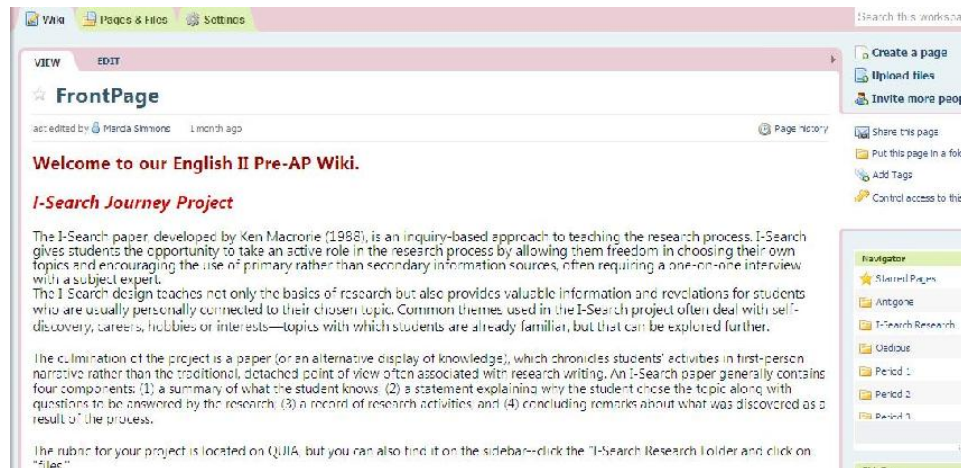 Wiki Pages & Files Settings
Search this workspa
VIEW EDIT
Create a page
Upload files
Invite more peop
FrontPage
last edited by Marcia Simmons 1 month ago Page history
Share this page
Put this page in a fol
Add Tags
Control access to this
Welcome to our English II Pre-AP Wiki.
I-Search Journey Project
The I-Search paper, developed by Ken Macrorie (1988), is an inquiry-based approach to teaching the research process. I-Search
gives students the opportunity to take an active role in the research process by allowing them freedom in choosing their own
topics and encouraging the use of primary rather than secondary information sources, often requiring a one-on-one interview
with a subject expert.
The I-Search design teaches not only the basics of research but also provides valuable information and revelations for students
who are usually personally connected to their chosen topic. Common themes used in the I-Search project often deal with self-
discovery, careers, hobbies or interests—topics with which students are already familiar, but that can be explored further.
The culmination of the project is a paper (or an alternative display of knowledge), which chronicles students' activities in first-person
narrative rather than the traditional, detached point of view often associated with research writing. An I-Search paper generally contains
four components: (1) a summary of what the student knows; (2) a statement explaining why the student chose the topic along with
questions to be answered by the research; (3) a record of research activities; and (4) concluding remarks about what was discovered as a
result of the process.
The rubric for your project is located on QUIA, but you can also find it on the sidebar--click the "I-Search Research Folder and click on
"files."
Navigator
Starred Pages
Antigone
I-Search Research
Oedipus
Period 1
Period 2
Period 3